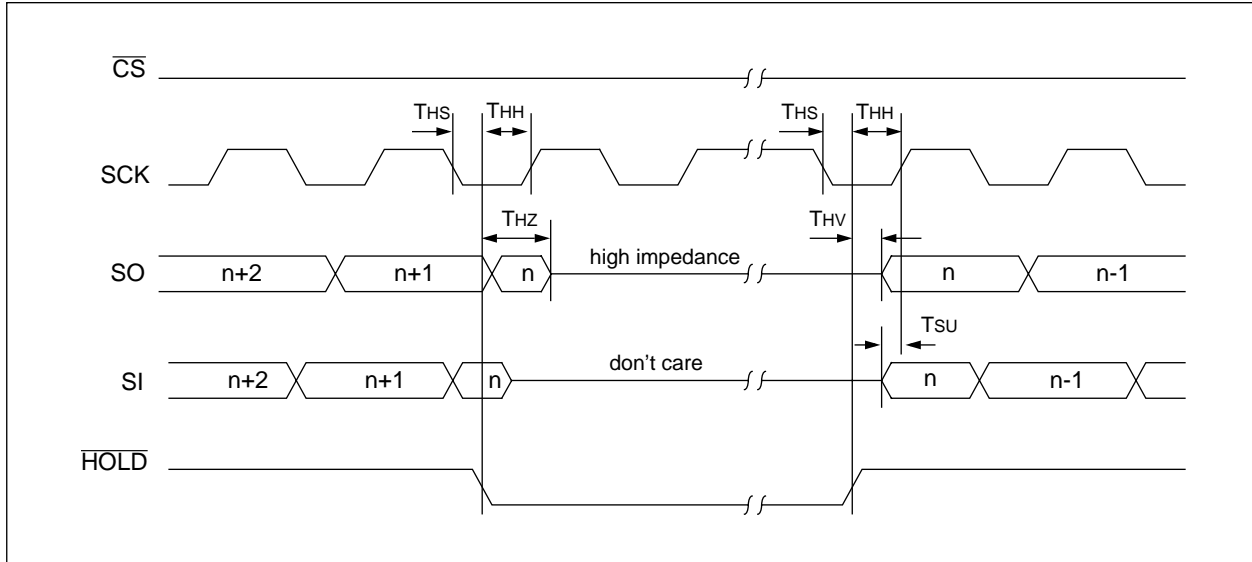 CS
THS THH THS THH
SCK
THZ THV
SO n+2 n+1 n high impedance n n-1
TSU
SI n+2 n+1 n don't care n n-1
HOLD